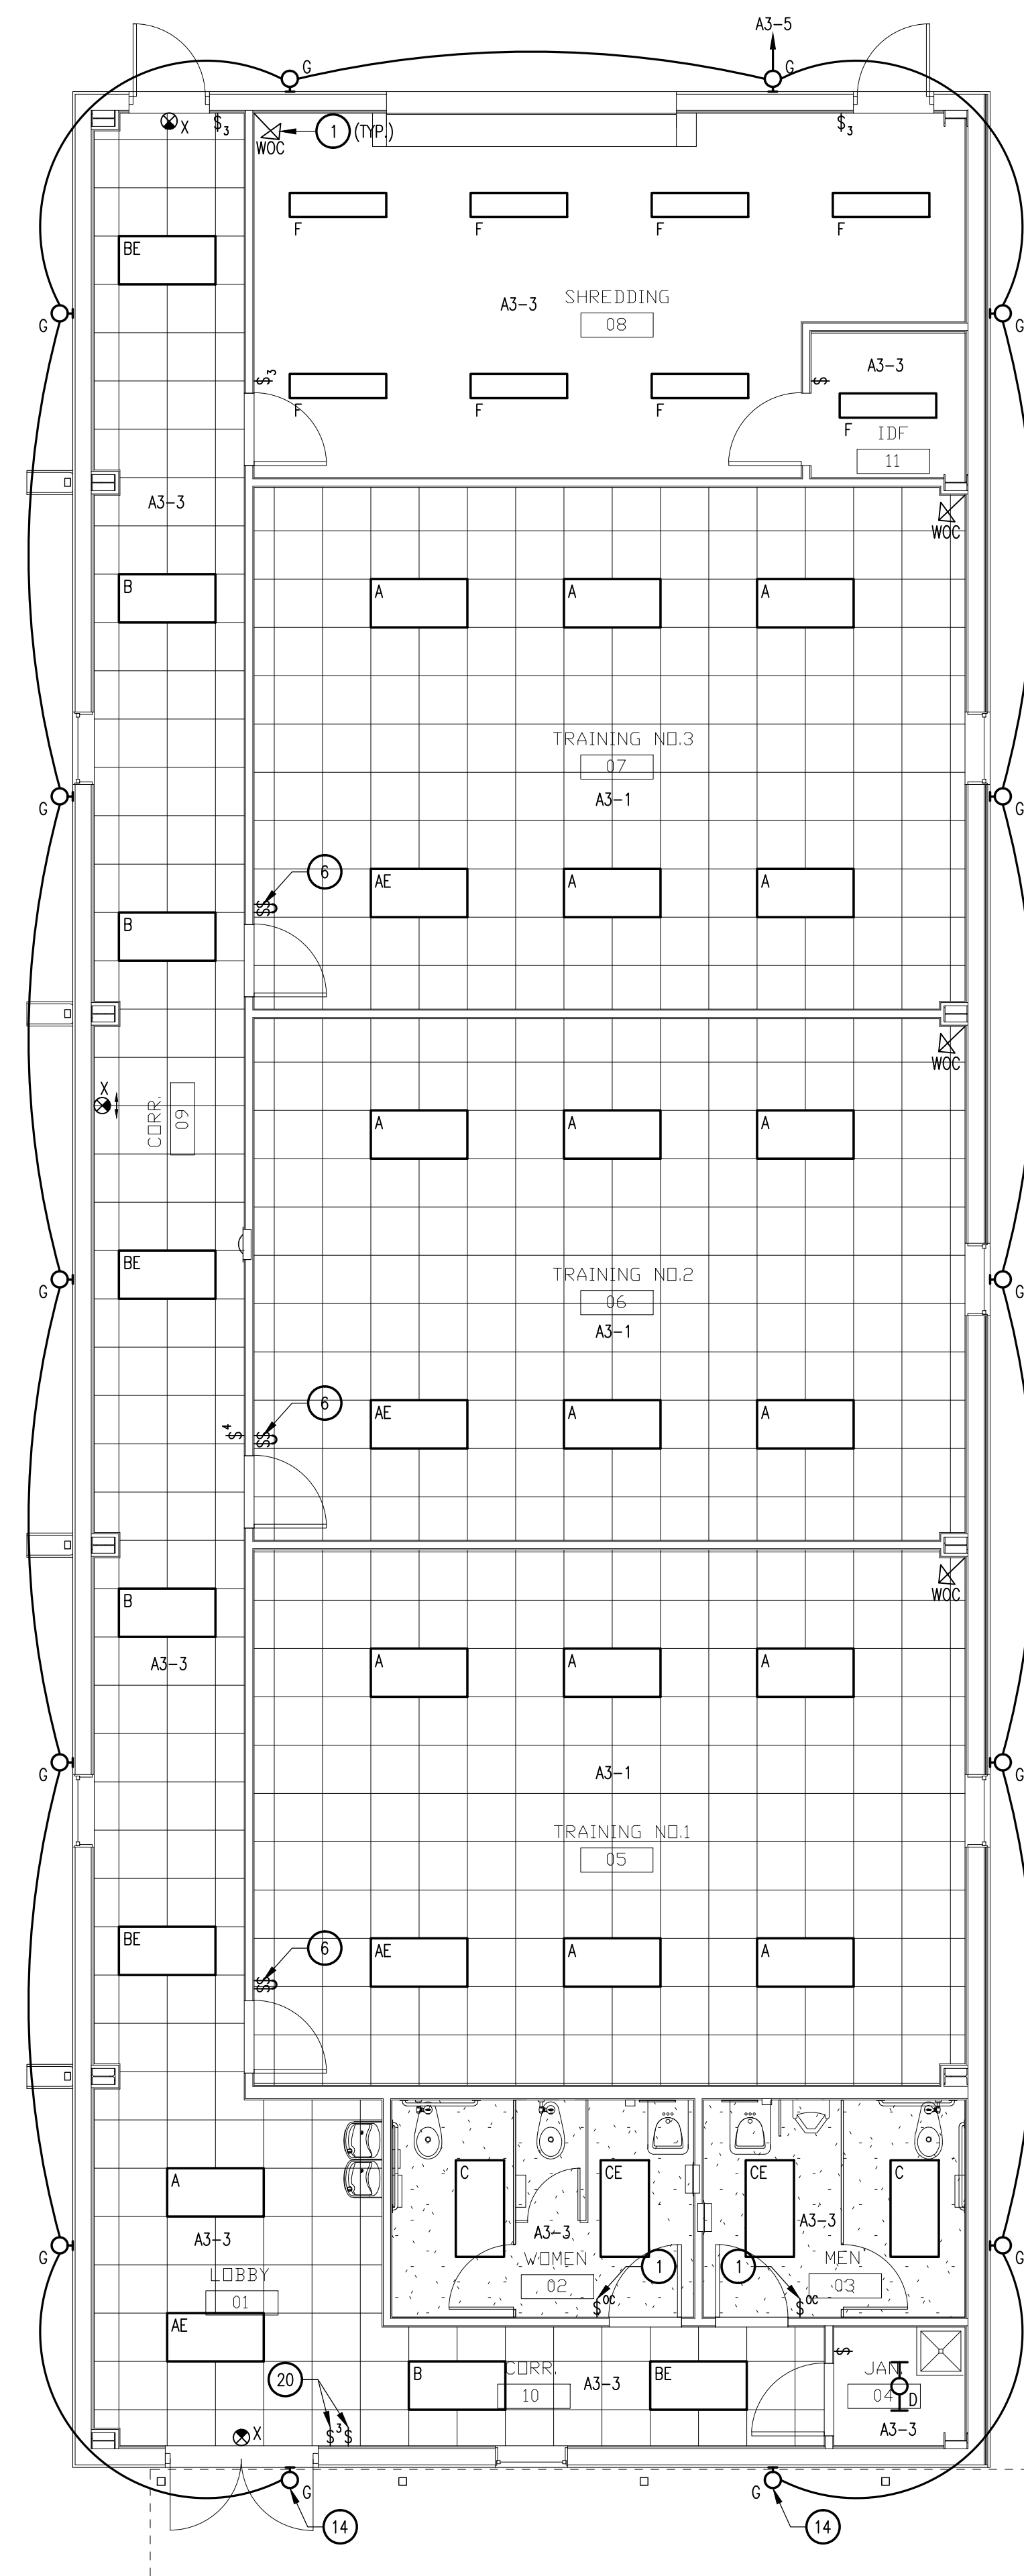 A3-5
G
G
X
$3
1
(TYP.)
WOC
$3
BE
F
F
F
F
A3-3
SHREDDING
08
G
G
$3
$
A3-3
F
F
F
F
IDF
11
A3-3
WOC
B
A
A
A
TRAINING NO.3
07
A3-1
G
G
6
$$
AE
A
A
B
WOC
X
CORR.
09
A
A
A
BE
TRAINING NO.2
06
A3-1
G
G
6
$4
$$
AE
A
A
WOC
B
A3-3
A
A
A
G
G
A3-1
TRAINING NO.1
05
BE
6
$$
AE
A
A
A
C
CE
CE
C
A3-3
A3-3
A3-3
G
G
LOBBY
01
WOMEN
02
MEN
03
1
1
$OC
$OC
AE
$
B
CORR.
10
A3-3
BE
JAN.
04
D
A3-3
20
X
$3
$
G
G
14
14